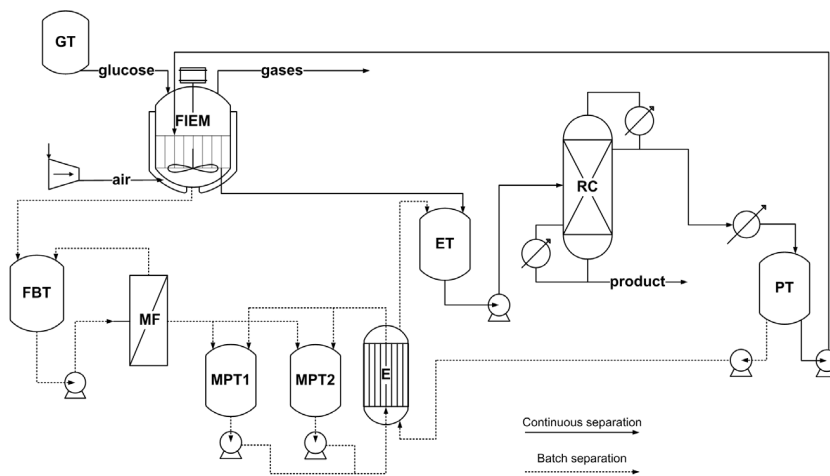 GT
glucose
gases
FIEM
air
RC
ET
product
FBT
MF
PT
MPT1
MPT2
E
Continuous separation
Batch separation